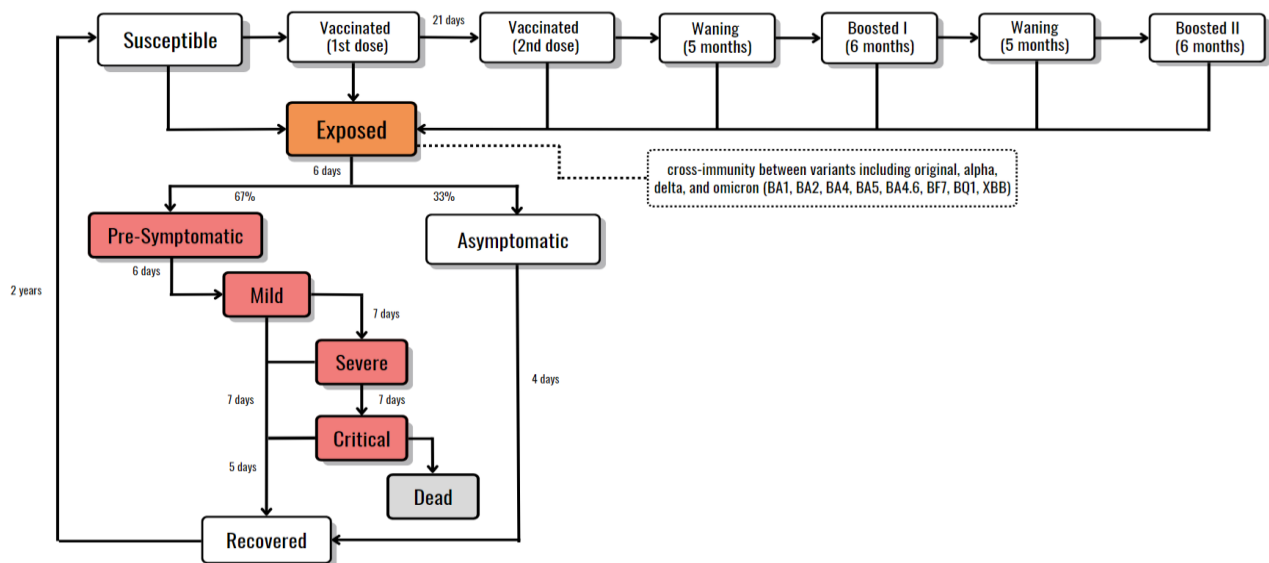 21 days
Susceptible
Vaccinated
(1st dose)
Vaccinated
(2nd dose)
Waning
(5 months)
Boosted I
(6 months)
Waning
(5 months)
Boosted II
(6 months)
Exposed
6 days
cross-immunity between variants including original, alpha,
delta, and omicron (BA1, BA2, BA4, BA5, BA4.6, BF7, BQ1, XBB)
67%
33%
Pre-Symptomatic
Asymptomatic
6 days
2 years
Mild
7 days
Severe
4 days
7 days
7 days
Critical
5 days
Dead
Recovered